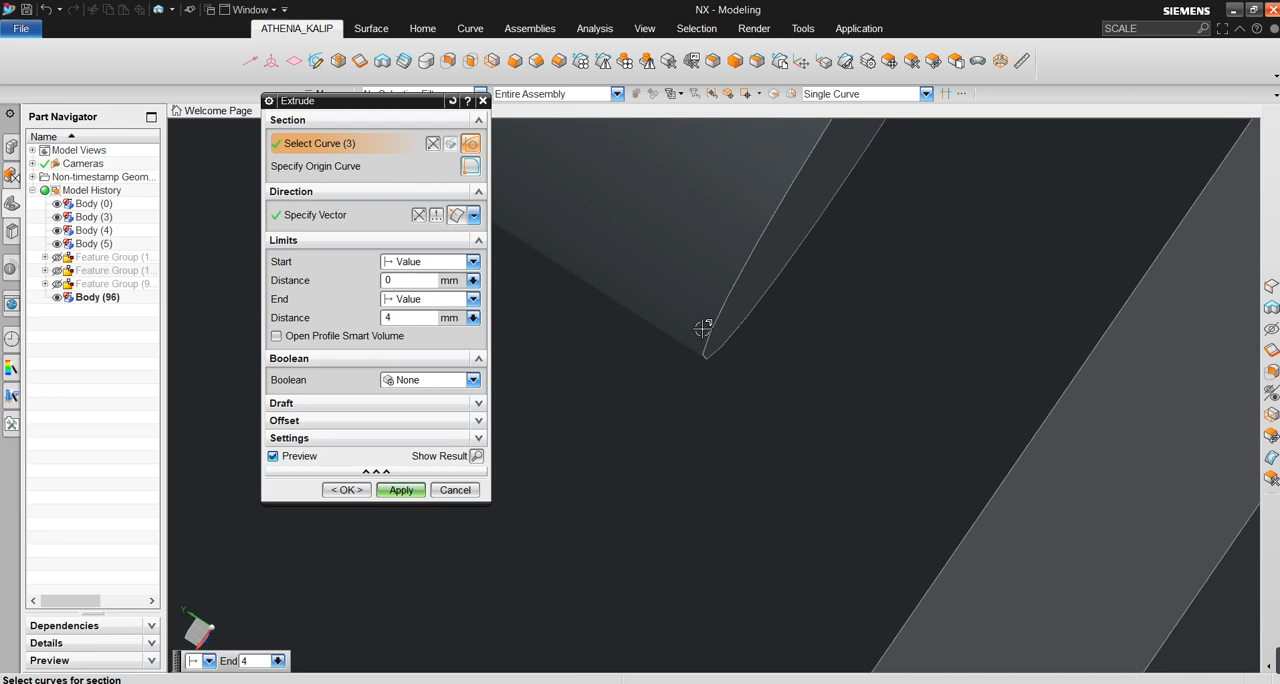 Window
NX - Modeling
SIEMENS
File
ATHENIA_KALIP
Surface
Home
Curve
Assemblies
Analysis
View
Selection
Render
Tools
Application
SCALE
Entire Assembly
Single Curve
Part Navigator
Welcome Page
Name
Model Views
Cameras
Non-timestamp Geom...
Model History
Body (0)
Body (3)
Body (4)
Body (5)
Feature Group (1...
Feature Group (1...
Feature Group (9...
Body (96)
Dependencies
Details
Preview
Extrude
Section
Select Curve (3)
Specify Origin Curve
Direction
Specify Vector
Limits
Start
Value
Distance
0
mm
End
Value
Distance
4
mm
Open Profile Smart Volume
Boolean
Boolean
None
Draft
Offset
Settings
Preview
Show Result
< OK >
Apply
Cancel
Y
End 4
Select curves for section